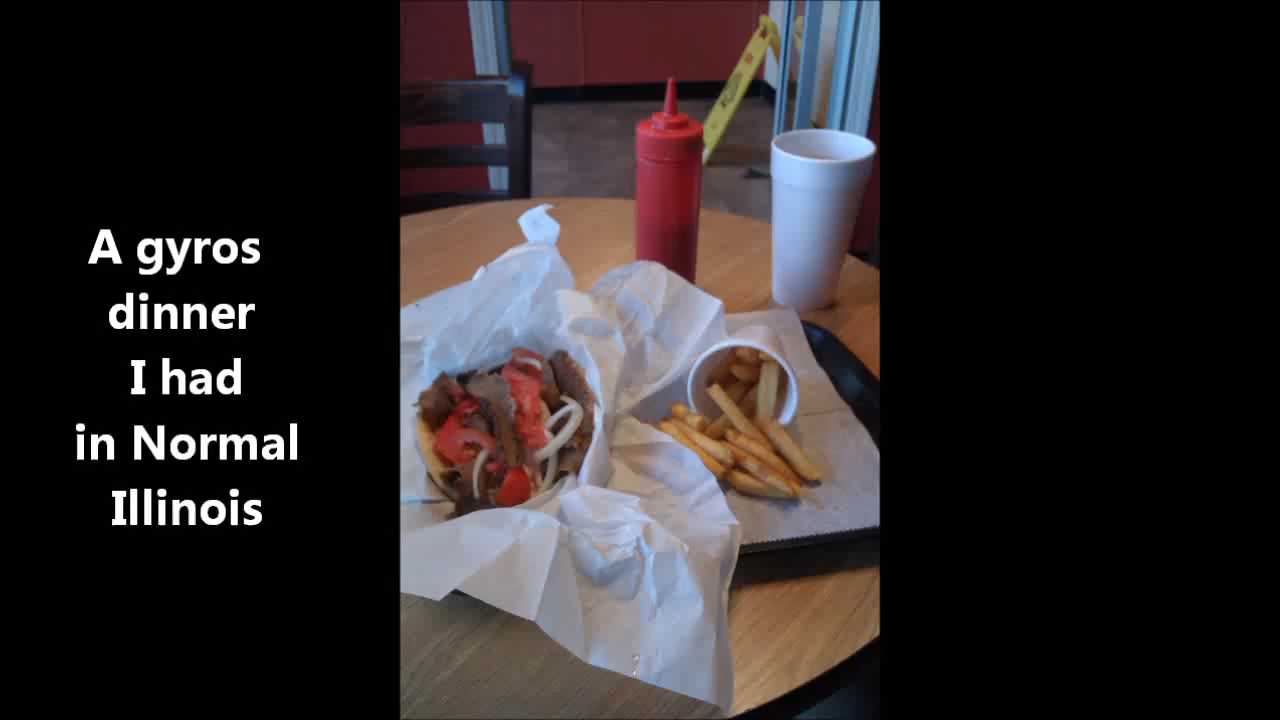 A gyros
dinner
I had
in Normal
Illinois